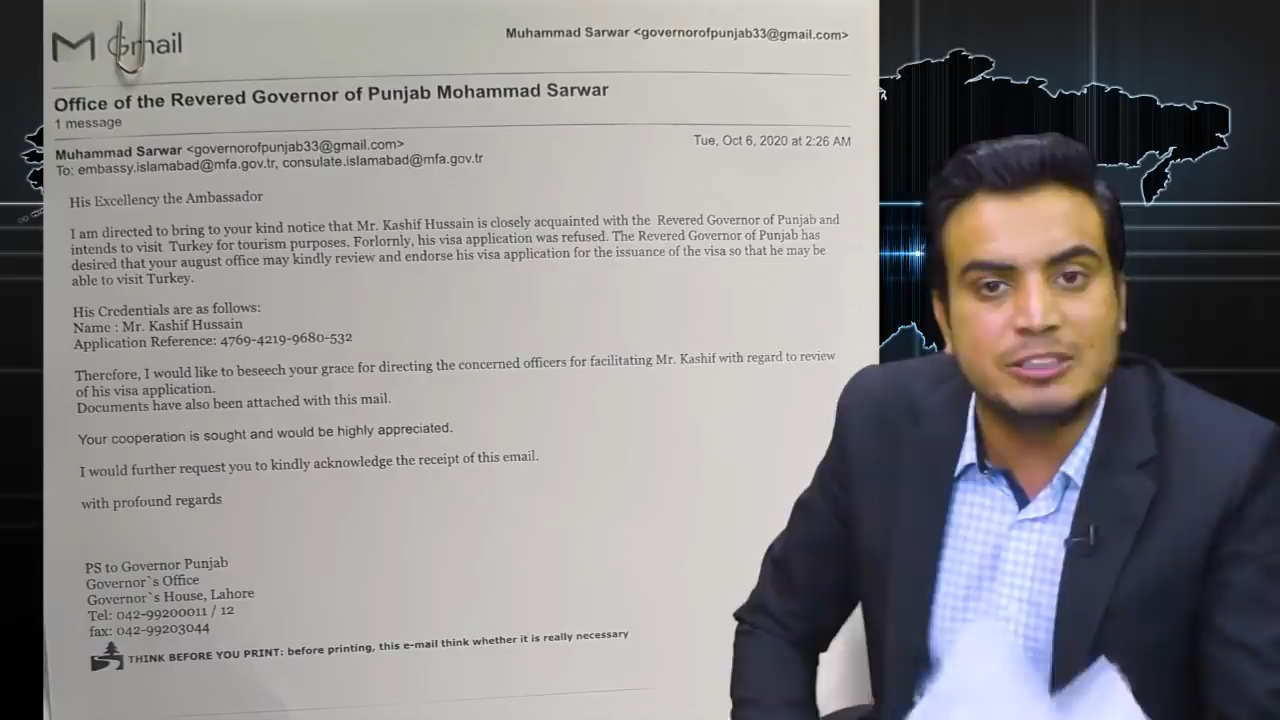 M Gmail
Muhammad Sarwar <governorofpunjab33@gmail.com>
Office of the Revered Governor of Punjab Mohammad Sarwar
1 message
Muhammad Sarwar <governorofpunjab33@gmail.com>
Tue, Oct 6, 2020 at 2:26 AM
To: embassy.islamabad@mfa.gov.tr, consulate.islamabad@mfa.gov.tr
His Excellency the Ambassador
I am directed to bring to your kind notice that Mr. Kashif Hussain is closely acquainted with the Revered Governor of Punjab and
intends to visit Turkey for tourism purposes. Forlornly, his visa application was refused. The Revered Governor of Punjab has
desired that your august office may kindly review and endorse his visa application for the issuance of the visa so that he may be
able to visit Turkey.
His Credentials are as follows:
Name : Mr. Kashif Hussain
Application Reference: 4769-4219-9680-532
Therefore, I would like to beseech your grace for directing the concerned officers for facilitating Mr. Kashif with regard to review
of his visa application.
Documents have also been attached with this mail.
Your cooperation is sought and would be highly appreciated.
I would further request you to kindly acknowledge the receipt of this email.
with profound regards
PS to Governor Punjab
Governor`s Office
Governor`s House, Lahore
Tel: 042-99200011 / 12
fax: 042-99203044
THINK BEFORE YOU PRINT: before printing, this e-mail think whether it is really necessary